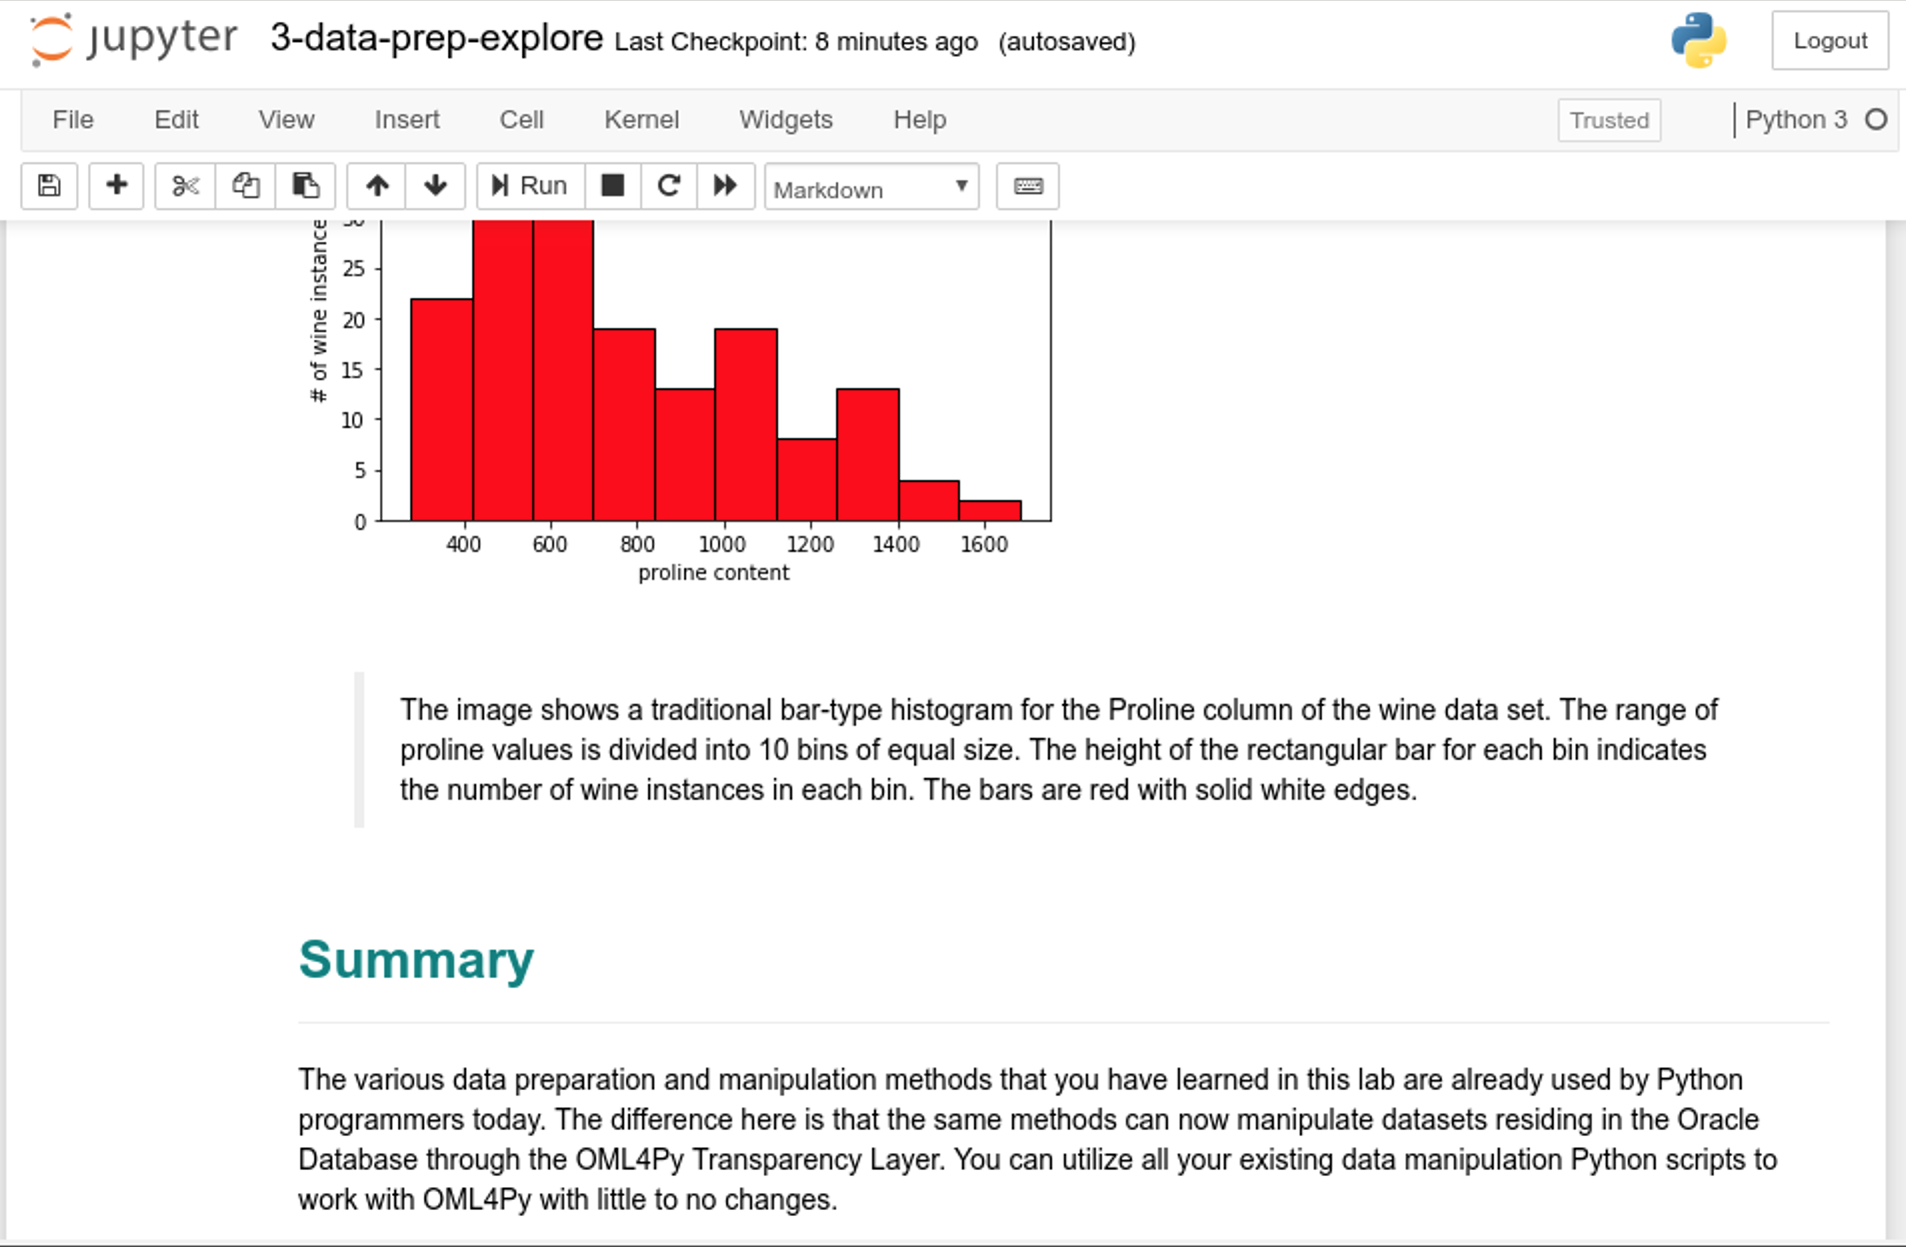 jupyter 3-data-prep-explore Last Checkpoint: 8 minutes ago (autosaved) Logout
File Edit View Insert Cell Kernel Widgets Help Trusted Python 3
Run Markdown
# of wine instance
25
20
15
10
5
0
400 600 800 1000 1200 1400 1600
proline content
The image shows a traditional bar-type histogram for the Proline column of the wine data set. The range of
proline values is divided into 10 bins of equal size. The height of the rectangular bar for each bin indicates
the number of wine instances in each bin. The bars are red with solid white edges.
Summary
The various data preparation and manipulation methods that you have learned in this lab are already used by Python
programmers today. The difference here is that the same methods can now manipulate datasets residing in the Oracle
Database through the OML4Py Transparency Layer. You can utilize all your existing data manipulation Python scripts to
work with OML4Py with little to no changes.